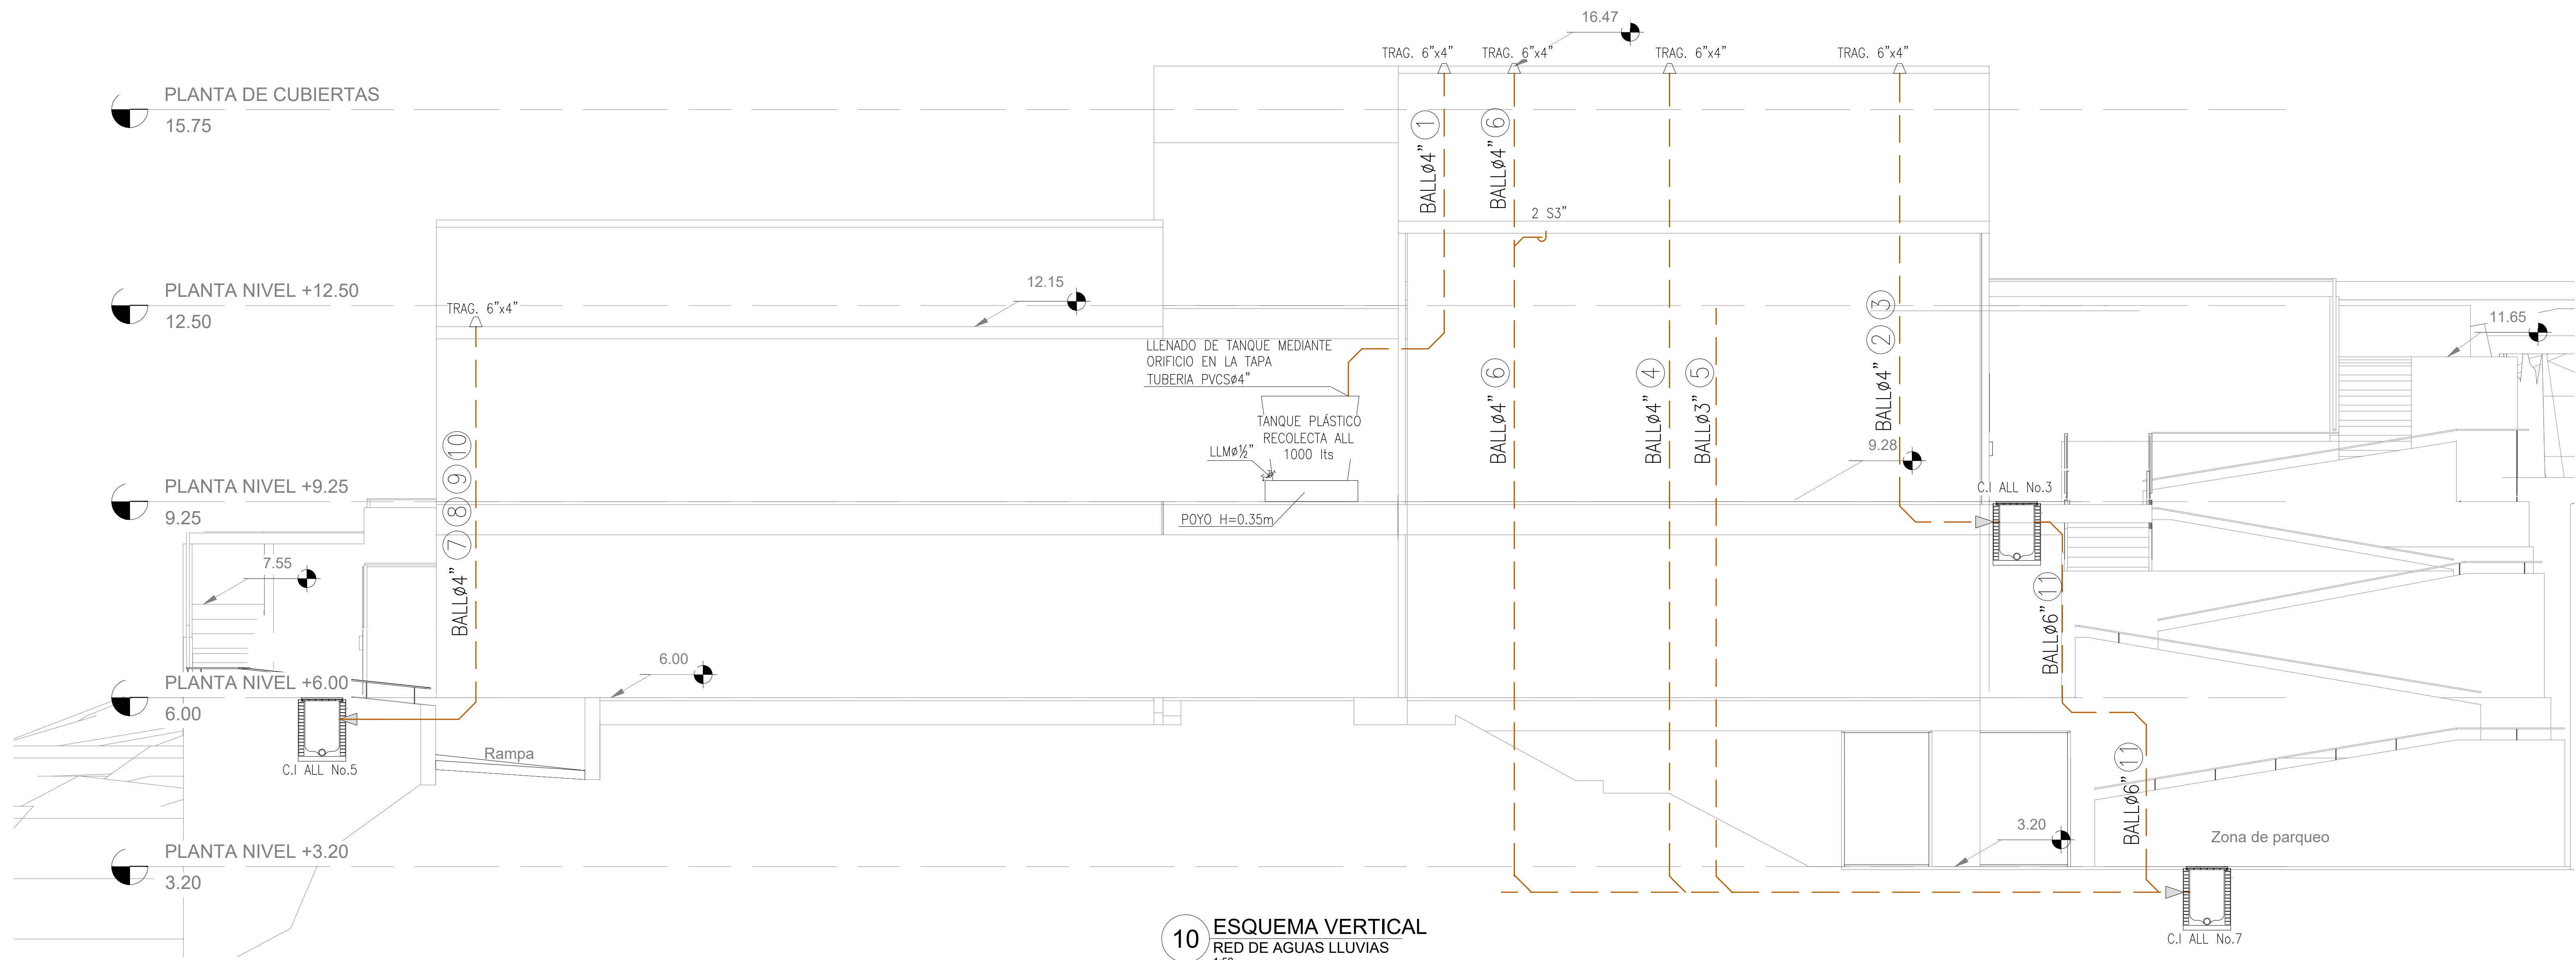 16.47
TRAG. 6"x4"
TRAG. 6"x4"
TRAG. 6"x4"
TRAG. 6"x4"
PLANTA DE CUBIERTAS
15.75
BALLø4" 1
BALLø4" 6
2 S3"
PLANTA NIVEL +12.50
12.50
TRAG. 6"x4"
12.15
11.65
LLENADO DE TANQUE MEDIANTE
ORIFICIO EN LA TAPA
TUBERIA PVCSø4"
TANQUE PLÁSTICO
RECOLECTA ALL
1000 lts
LLMø½"
POYO H=0.35m
BALLø4" 6
BALLø4" 4
BALLø3" 5
BALLø4" 2 3
9.28
C.I ALL No.3
PLANTA NIVEL +9.25
9.25
BALLø4" 7 8 9 10
7.55
BALLø6" 11
6.00
PLANTA NIVEL +6.00
6.00
Rampa
C.I ALL No.5
BALLø6" 11
3.20
Zona de parqueo
PLANTA NIVEL +3.20
3.20
C.I ALL No.7
10
ESQUEMA VERTICAL
RED DE AGUAS LLUVIAS